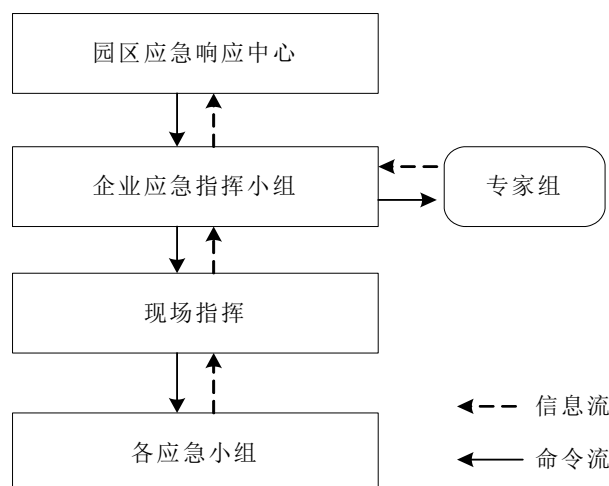 园区应急响应中心
企业应急指挥小组
专家组
现场指挥
各应急小组
信息流
命令流